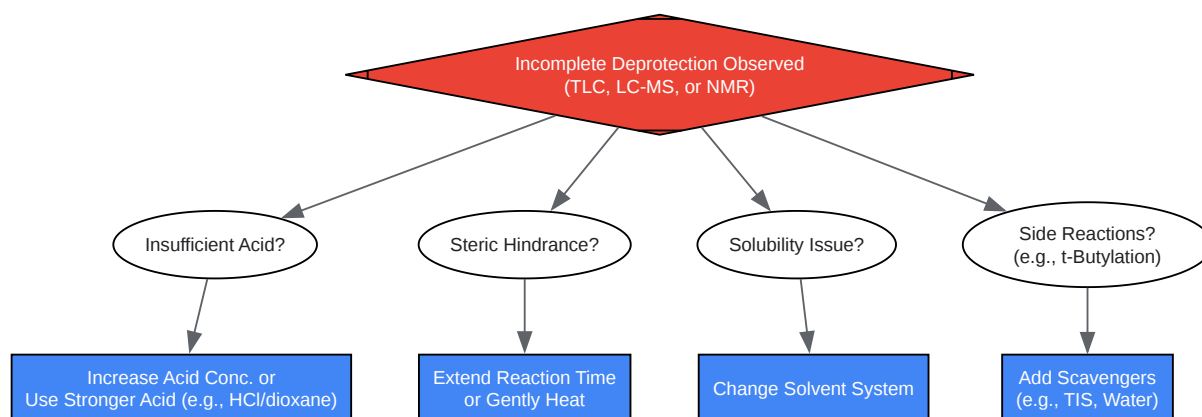 Incomplete Deprotection Observed
(TLC, LC-MS, or NMR)
Insufficient Acid?
Steric Hindrance?
Solubility Issue?
Side Reactions?
(e.g., t-Butylation)
Increase Acid Conc. or
Use Stronger Acid (e.g., HCl/dioxane)
Extend Reaction Time
or Gently Heat
Change Solvent System
Add Scavengers
(e.g., TIS, Water)